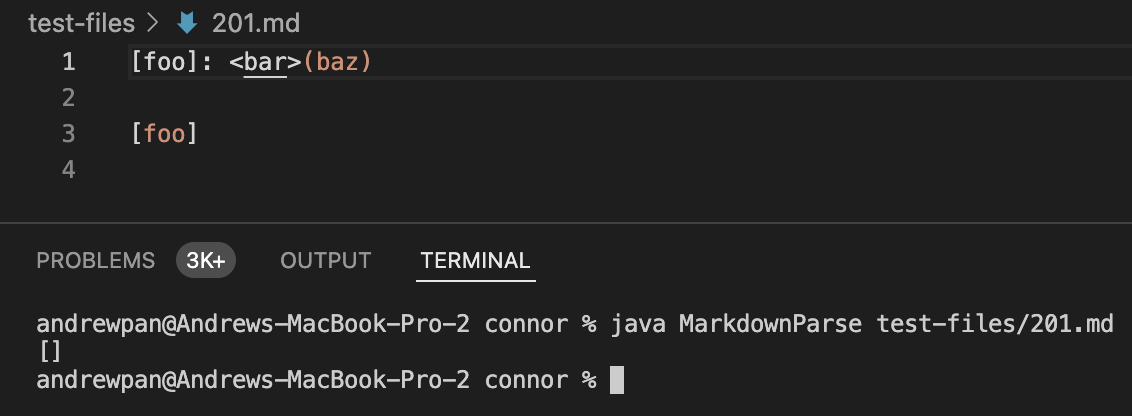 test-files > 201.md
1 [foo]: <bar>(baz)
2
3 [foo]
4
PROBLEMS 3K+ OUTPUT TERMINAL
andrewpan@Andrews-MacBook-Pro-2 connor % java MarkdownParse test-files/201.md
[]
andrewpan@Andrews-MacBook-Pro-2 connor %